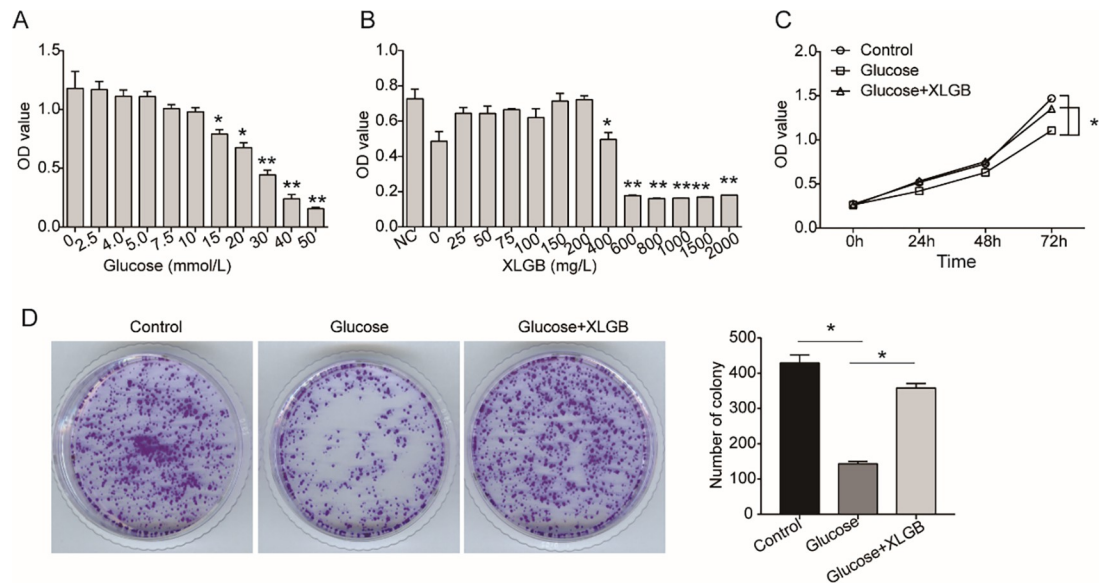 A
OD value
1.5
1.0
0.5
0.0
* * ** ** **
0 2.5 4.0 5.0 7.5 10 15 20 30 40 50
Glucose (mmol/L)
B
OD value
1.0
0.8
0.6
0.4
0.2
0.0
* ** ** **** **
NC 0 25 50 75 100 150 200 400 600 800 1000 1500 2000
XLGB (mg/L)
C
OD value
2.0
1.5
1.0
0.5
0.0
Control
Glucose
Glucose+XLGB
*
0h 24h 48h 72h
Time
D
Control Glucose Glucose+XLGB
Number of colony
500
400
300
200
100
0
*
*
Control Glucose Glucose+XLGB